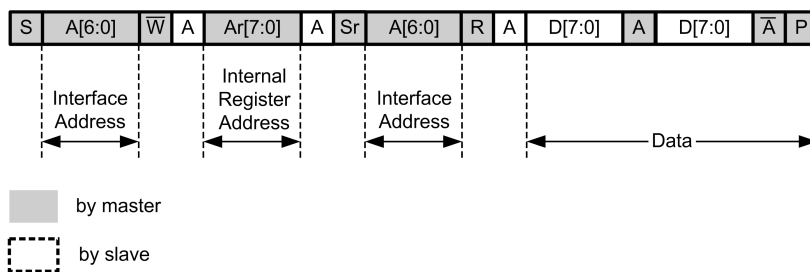 S A[6:0] W̅ A Ar[7:0] A Sr A[6:0] R A D[7:0] A D[7:0] A̅ P
Interface
Address
Internal
Register
Address
Interface
Address
Data
by master
by slave